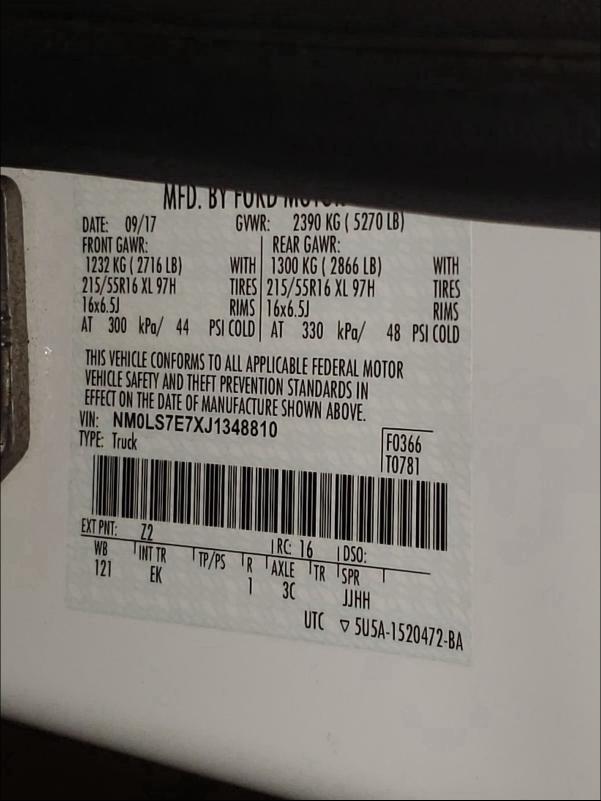 MFD. BY FORD MOTOR
DATE: 09/17 GVWR: 2390 KG ( 5270 LB)
FRONT GAWR: REAR GAWR:
1232 KG ( 2716 LB) WITH 1300 KG ( 2866 LB) WITH
215/55R16 XL 97H TIRES 215/55R16 XL 97H TIRES
16x6.5J RIMS 16x6.5J RIMS
AT 300 kPa/ 44 PSI COLD AT 330 kPa/ 48 PSI COLD
THIS VEHICLE CONFORMS TO ALL APPLICABLE FEDERAL MOTOR
VEHICLE SAFETY AND THEFT PREVENTION STANDARDS IN
EFFECT ON THE DATE OF MANUFACTURE SHOWN ABOVE.
VIN: NM0LS7E7XJ1348810
TYPE: Truck
F0366
T0781
EXT PNT: Z2 RC: 16 DSO:
WB INT TR TP/PS R AXLE TR SPR
121 EK 1 3C JJHH
UTC ▽ 5U5A-1520472-BA